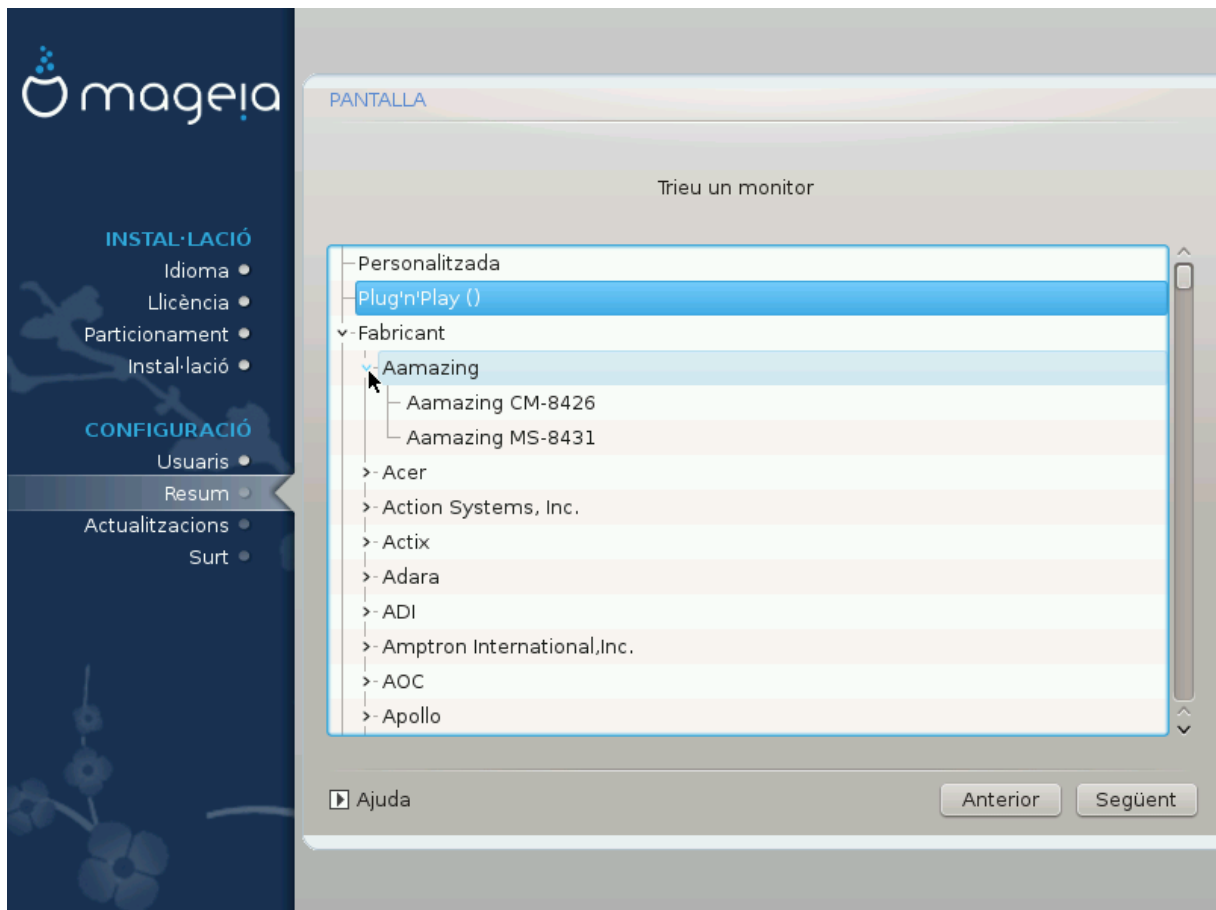 mageia
INSTAL·LACIÓ
Idioma
Llicència
Particionament
Instal·lació
CONFIGURACIÓ
Usuaris
Resum
Actualitzacions
Surt
PANTALLA
Trieu un monitor
Personalitzada
Plug'n'Play ()
Fabricant
Aamazing
Aamazing CM-8426
Aamazing MS-8431
Acer
Action Systems, Inc.
Actix
Adara
ADI
Amptron International,Inc.
AOC
Apollo
Ajuda
Anterior
Següent